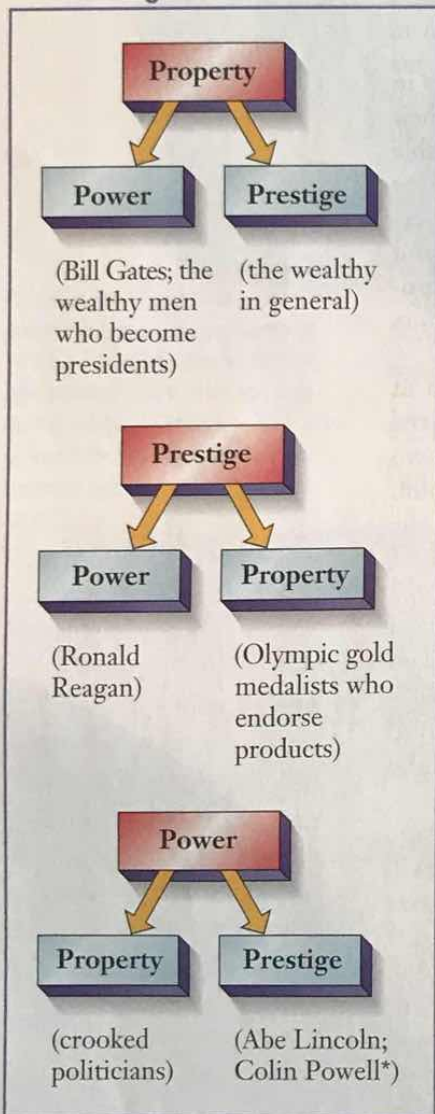 Property
Power
Prestige
(Bill Gates; the
wealthy men
who become
presidents)
(the wealthy
in general)
Prestige
Power
Property
(Ronald
Reagan)
(Olympic gold
medalists who
endorse
products)
Power
Property
Prestige
(crooked
politicians)
(Abe Lincoln;
Colin Powell*)